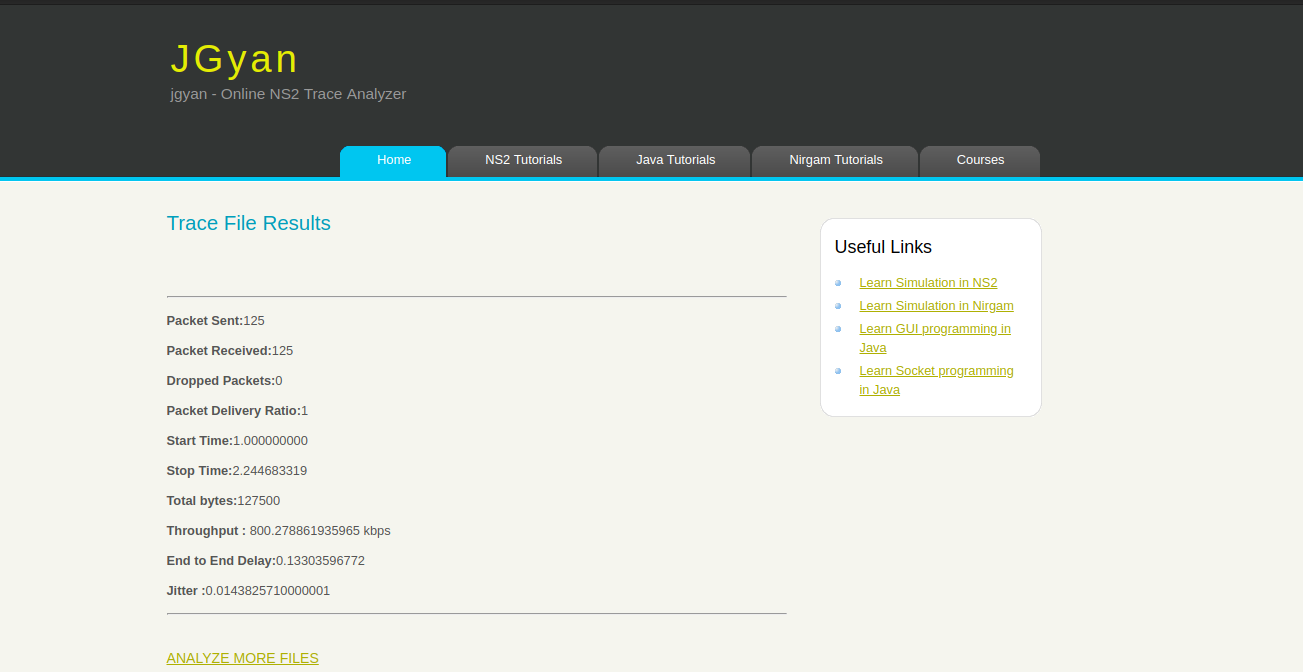 JGyan
jgyan - Online NS2 Trace Analyzer
Home NS2 Tutorials Java Tutorials Nirgam Tutorials Courses
Trace File Results
Packet Sent:125
Packet Received:125
Dropped Packets:0
Packet Delivery Ratio:1
Start Time:1.000000000
Stop Time:2.244683319
Total bytes:127500
Throughput : 800.278861935965 kbps
End to End Delay:0.13303596772
Jitter :0.0143825710000001
ANALYZE MORE FILES
Useful Links
Learn Simulation in NS2
Learn Simulation in Nirgam
Learn GUI programming in
Java
Learn Socket programming
in Java